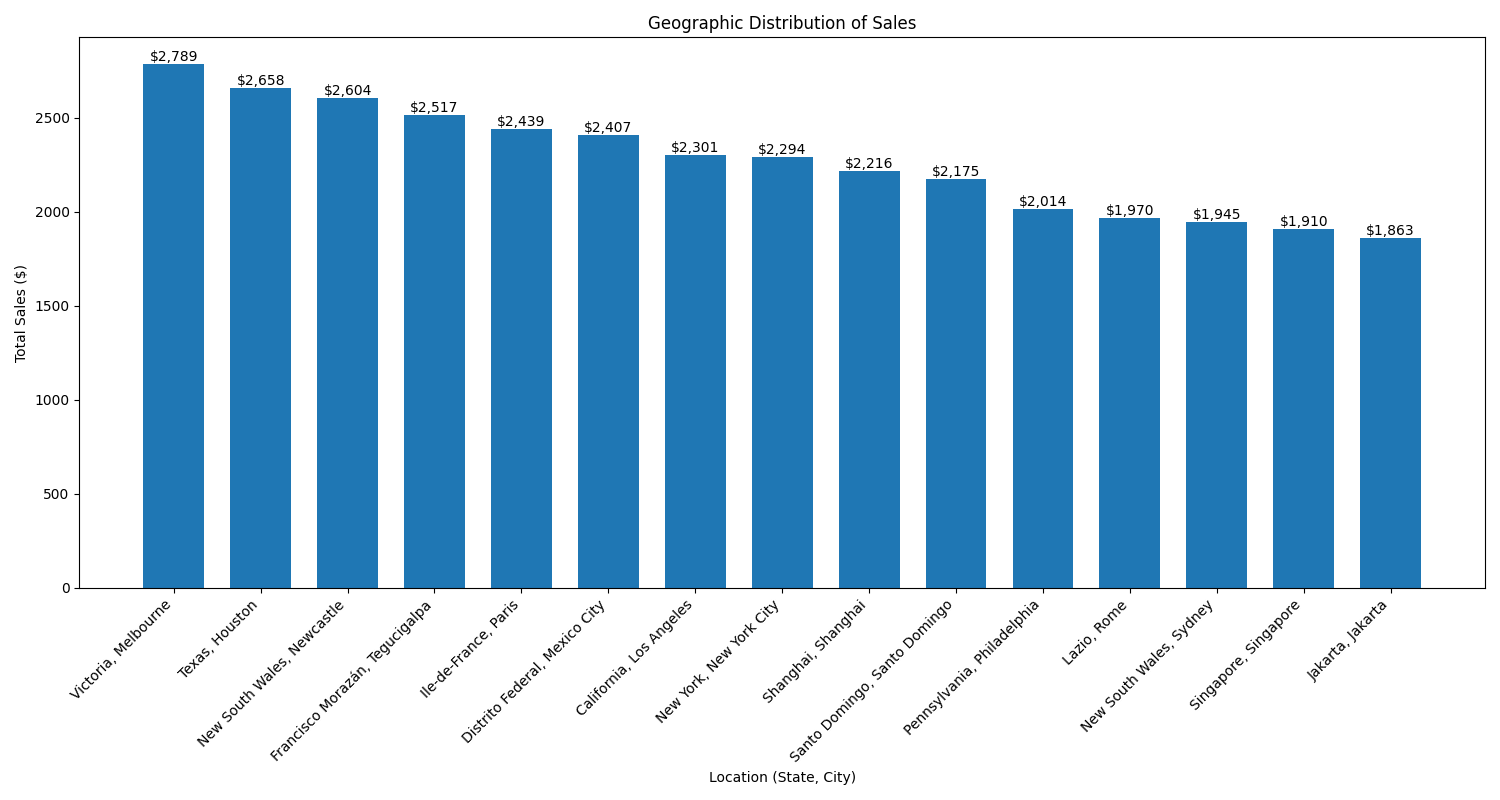 Geographic Distribution of Sales
Total Sales ($)
2500
2000
1500
1000
500
0
$2,789
$2,658
$2,604
$2,517
$2,439
$2,407
$2,301
$2,294
$2,216
$2,175
$2,014
$1,970
$1,945
$1,910
$1,863
Victoria, Melbourne
Texas, Houston
New South Wales, Newcastle
Francisco Morazán, Tegucigalpa
Ile-de-France, Paris
Distrito Federal, Mexico City
California, Los Angeles
New York, New York City
Shanghai, Shanghai
Santo Domingo, Santo Domingo
Pennsylvania, Philadelphia
Lazio, Rome
New South Wales, Sydney
Singapore, Singapore
Jakarta, Jakarta
Location (State, City)